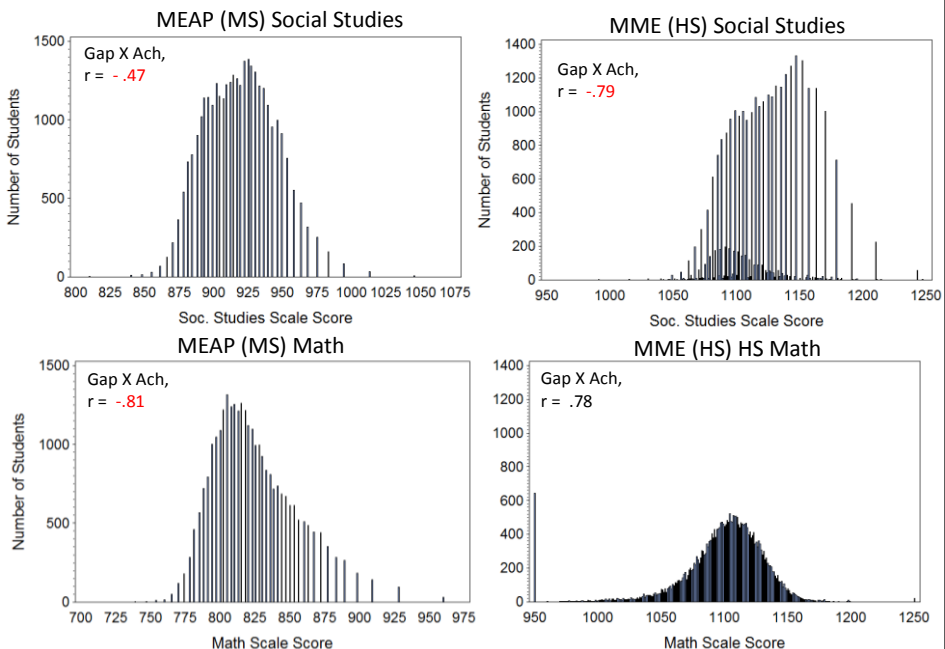 MEAP (MS) Social Studies
Gap X Ach,
r = - .47
Number of Students
1500
1000
500
0
800 825 850 875 900 925 950 975 1000 1025 1050 1075
Soc. Studies Scale Score
MME (HS) Social Studies
Gap X Ach,
r = -.79
Number of Students
1400
1200
1000
800
600
400
200
0
950 1000 1050 1100 1150 1200 1250
Soc. Studies Scale Score
MEAP (MS) Math
Gap X Ach,
r = -.81
Number of Students
1500
1000
500
0
700 725 750 775 800 825 850 875 900 925 950 975
Math Scale Score
MME (HS) HS Math
Gap X Ach,
r = .78
Number of Students
1400
1200
1000
800
600
400
200
0
950 1000 1050 1100 1150 1200 1250
Math Scale Score